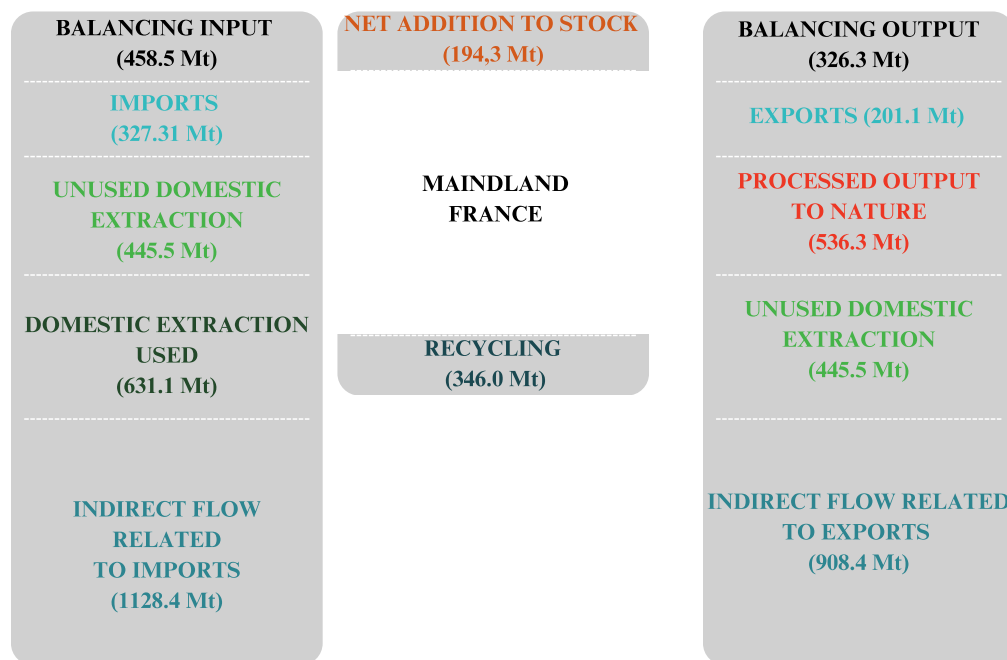 BALANCING INPUT
(458.5 Mt)
IMPORTS
(327.31 Mt)
UNUSED DOMESTIC
EXTRACTION
(445.5 Mt)
DOMESTIC EXTRACTION
USED
(631.1 Mt)
INDIRECT FLOW
RELATED
TO IMPORTS
(1128.4 Mt)
NET ADDITION TO STOCK
(194,3 Mt)
MAINDLAND
FRANCE
RECYCLING
(346.0 Mt)
BALANCING OUTPUT
(326.3 Mt)
EXPORTS (201.1 Mt)
PROCESSED OUTPUT
TO NATURE
(536.3 Mt)
UNUSED DOMESTIC
EXTRACTION
(445.5 Mt)
INDIRECT FLOW RELATED
TO EXPORTS
(908.4 Mt)